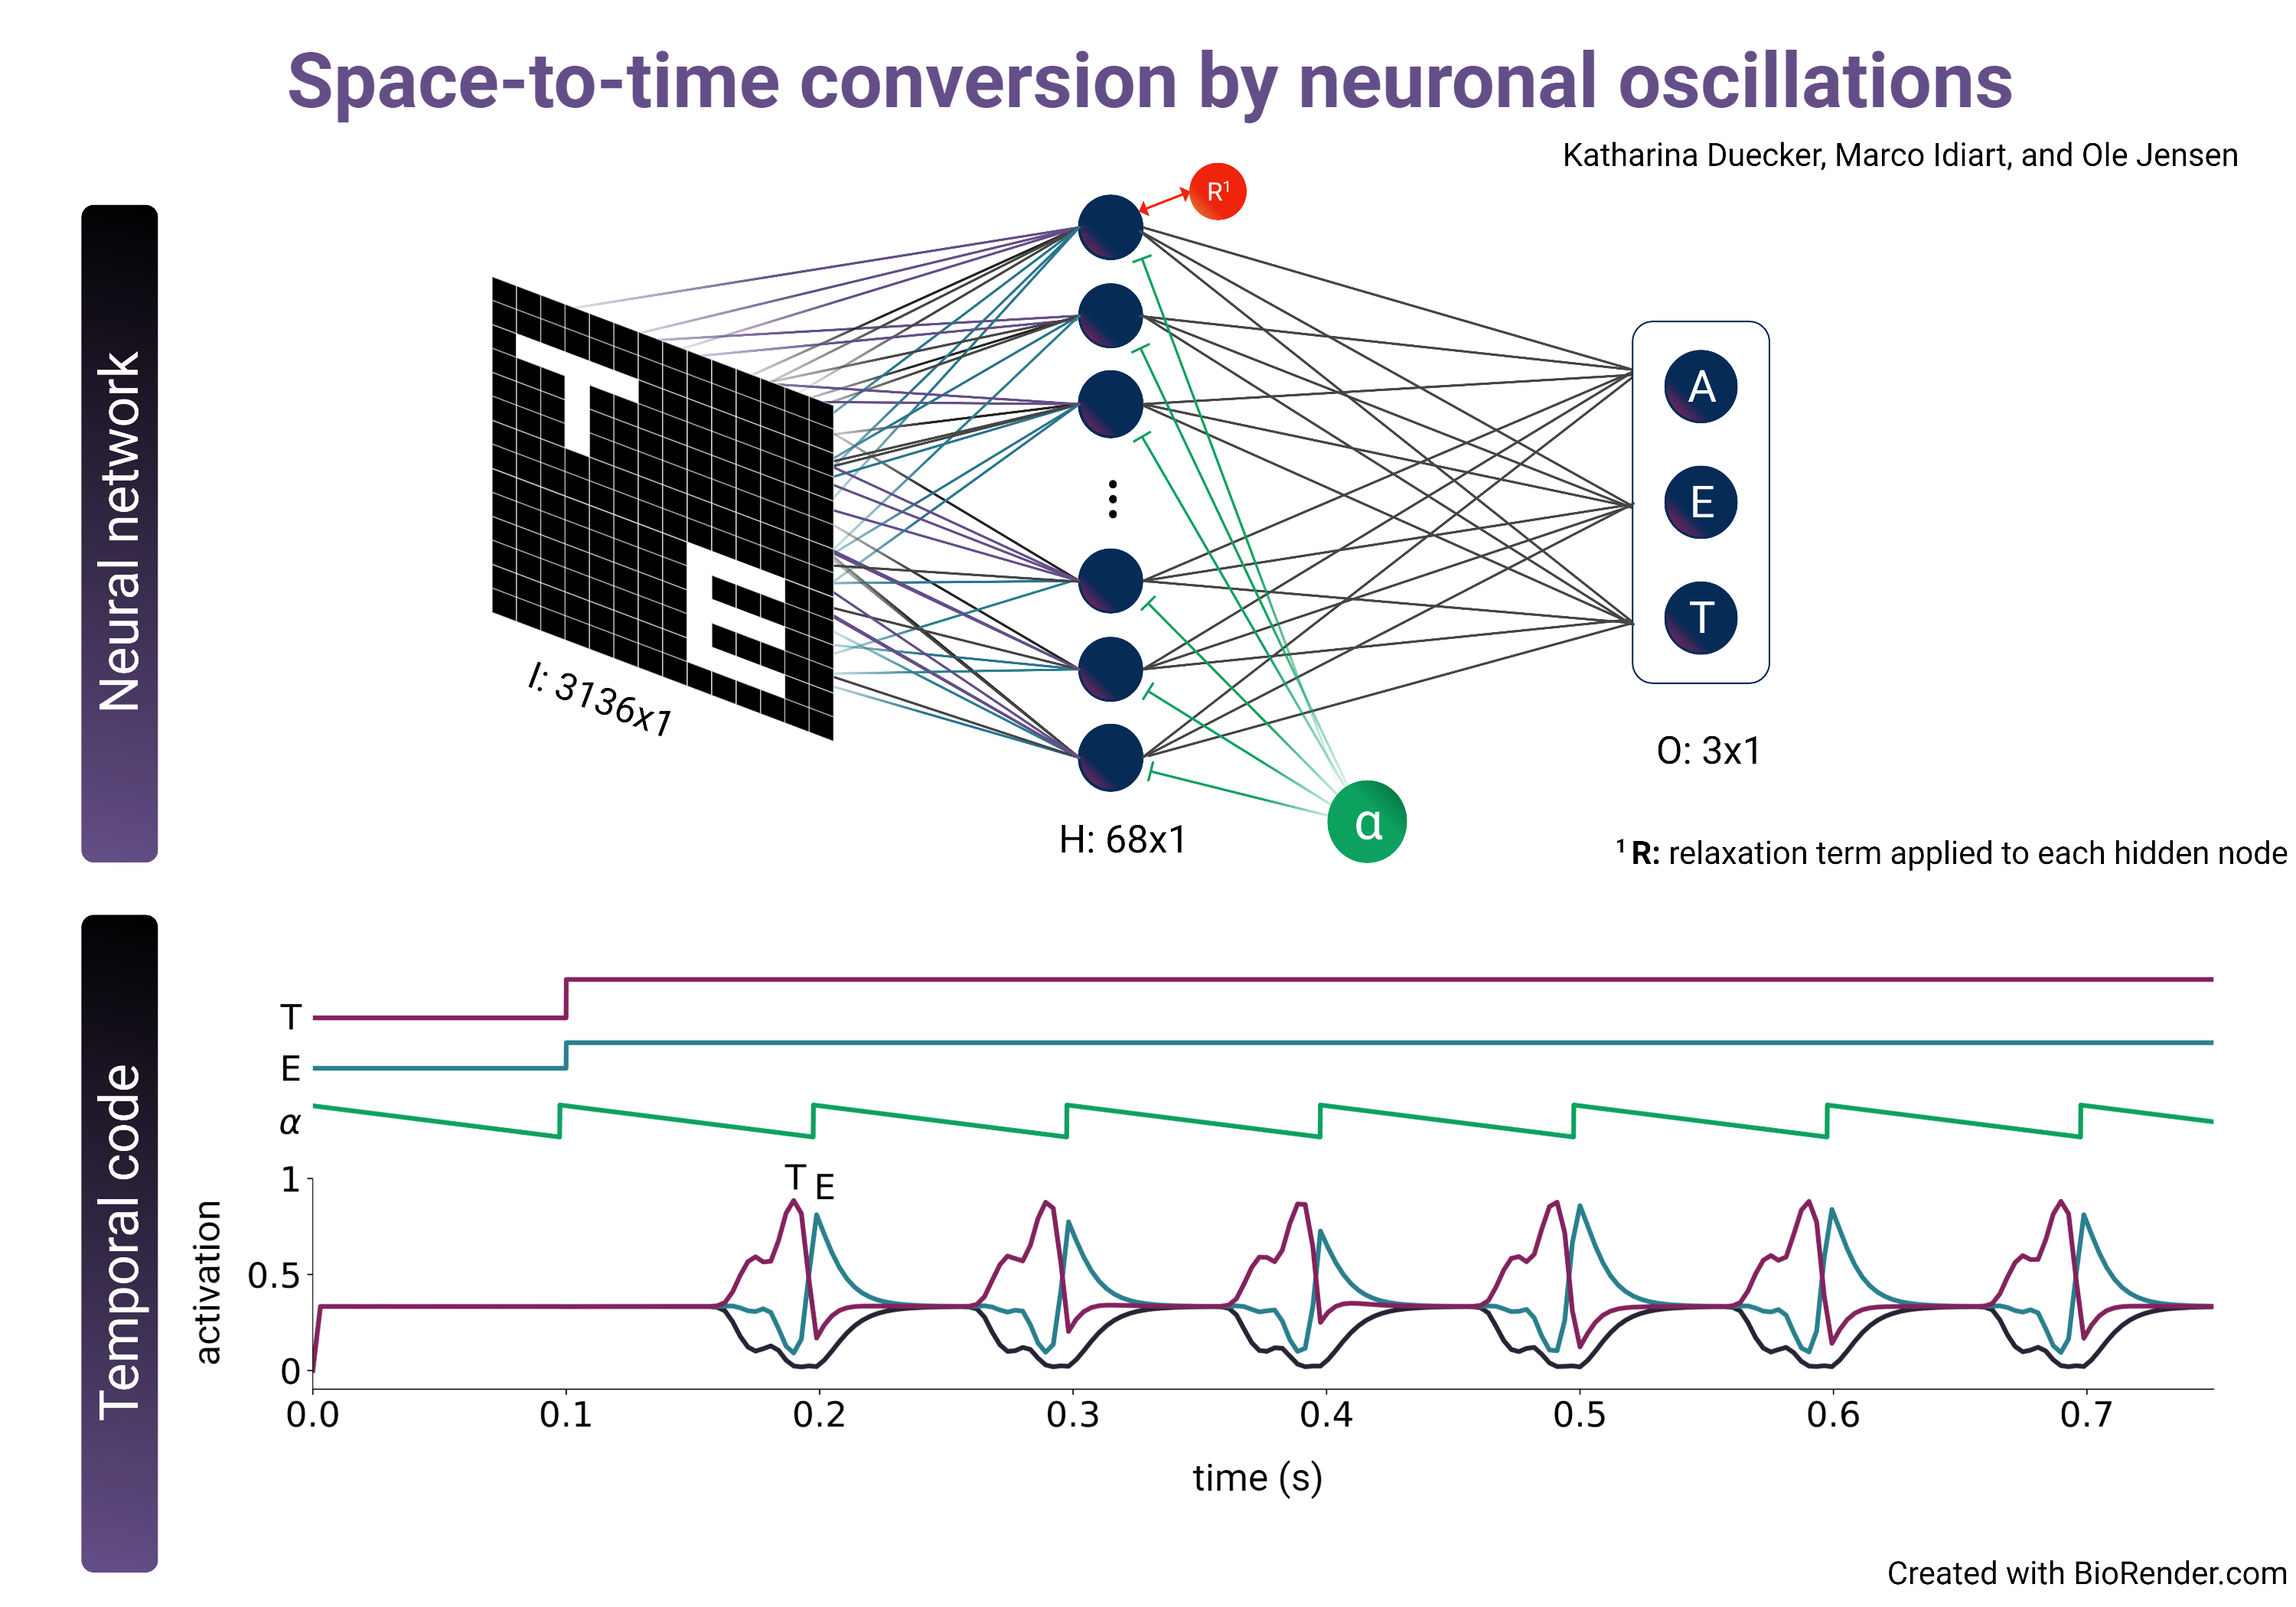 Space-to-time conversion by neuronal oscillations
Katharina Duecker, Marco Idiart, and Ole Jensen
Neural network
R¹
A
E
T
I: 3136x1
H: 68x1
α
O: 3x1
¹ R: relaxation term applied to each hidden node
Temporal code
T
E
α
T E
activation
1
0.5
0
0.0 0.1 0.2 0.3 0.4 0.5 0.6 0.7
time (s)
Created with BioRender.com